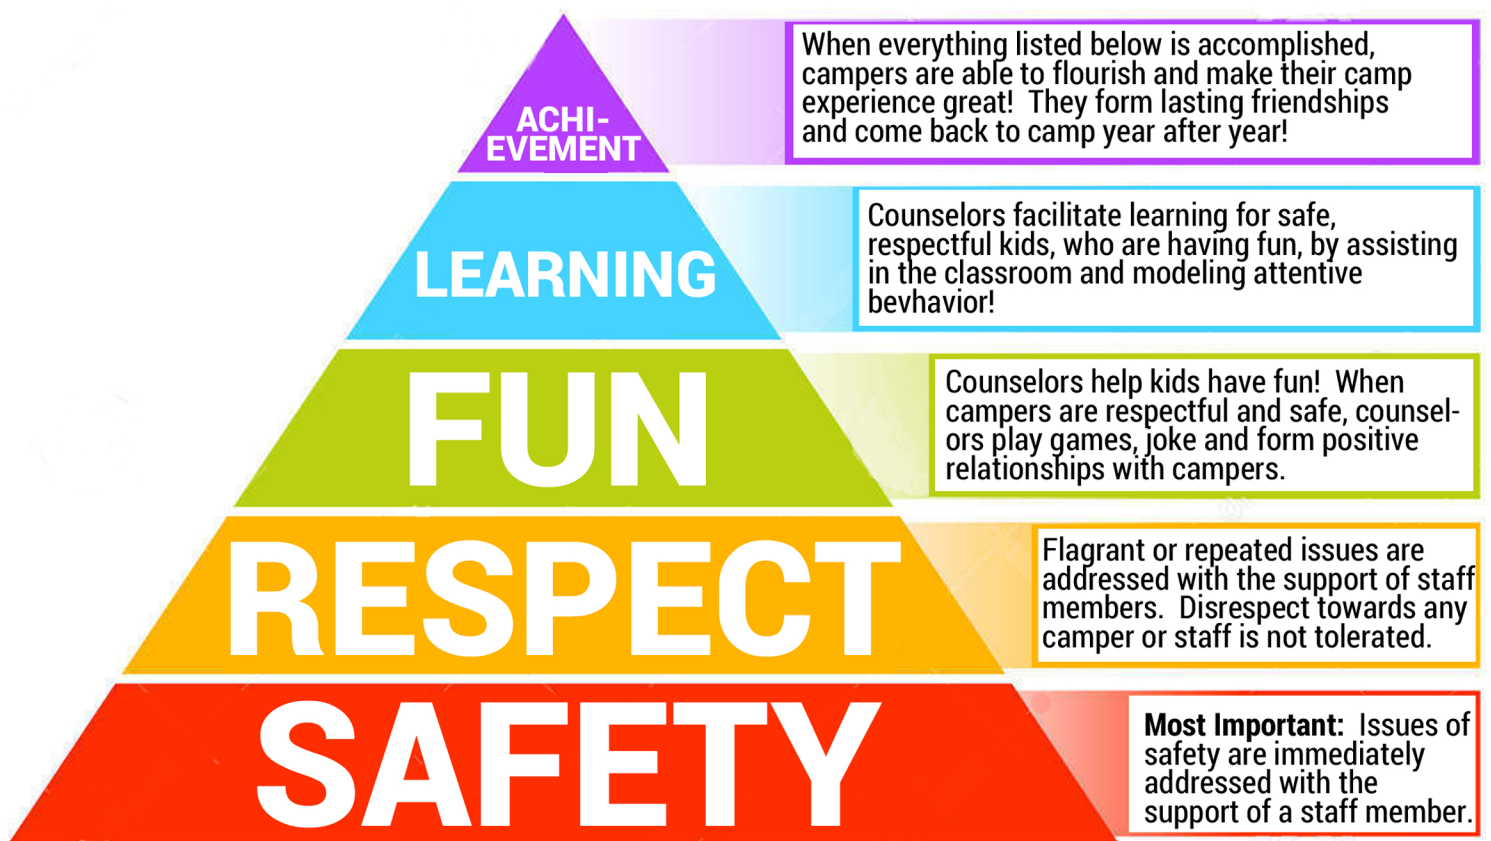 ACHI-
EVEMENT
When everything listed below is accomplished,
campers are able to flourish and make their camp
experience great!  They form lasting friendships
and come back to camp year after year!
LEARNING
Counselors facilitate learning for safe,
respectful kids, who are having fun, by assisting
in the classroom and modeling attentive
bevhavior!
FUN
Counselors help kids have fun!  When
campers are respectful and safe, counsel-
ors play games, joke and form positive
relationships with campers.
RESPECT
Flagrant or repeated issues are
addressed with the support of staff
members.  Disrespect towards any
camper or staff is not tolerated.
SAFETY
Most Important:  Issues of
safety are immediately
addressed with the
support of a staff member.